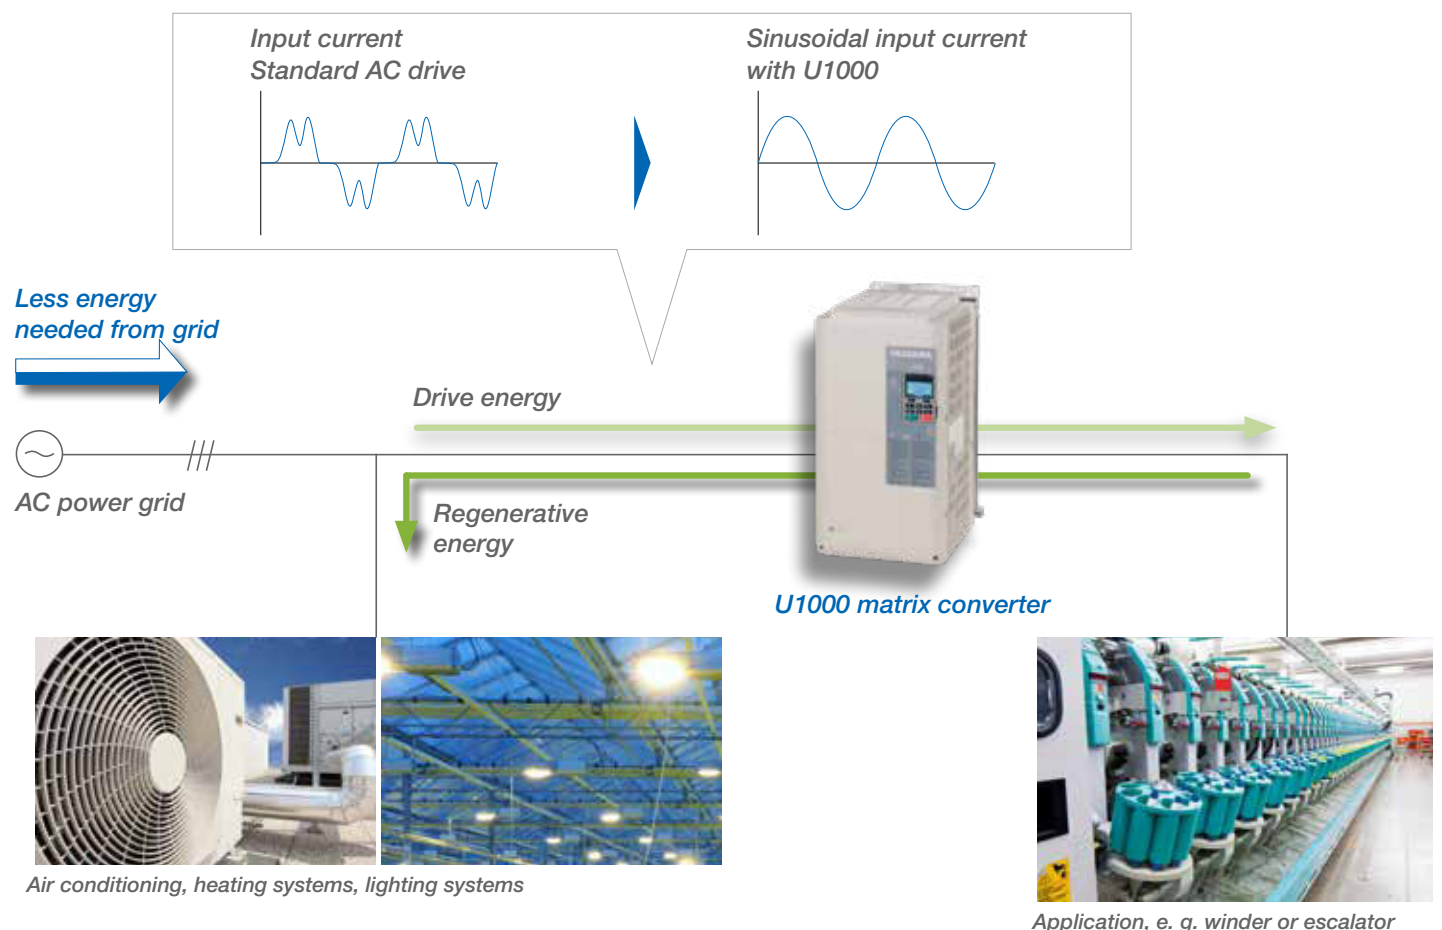 Input current
Standard AC drive
Sinusoidal input current
with U1000
Less energy
needed from grid
Drive energy
AC power grid
Regenerative
energy
U1000 matrix converter
Air conditioning, heating systems, lighting systems
Application, e. g. winder or escalator